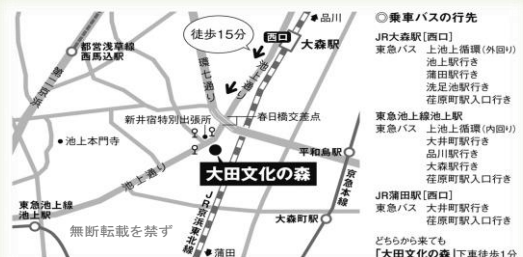 品川
西口
大森駅
徒歩15分
池上通り
環七通り
都営浅草線
西馬込駅
第二京浜
新井宿特別出張所
春日橋交差点
池上本門寺
平和島駅
大田文化の森
池上通り
京急本線
JR京浜東北線
東急池上線
池上駅
大森町駅
無断転載を禁ず
蒲田
◎乗車バスの行先
JR大森駅[西口]
東急バス 上池上循環(外回り)
池上駅行き
蒲田駅行き
洗足池駅行き
荏原町駅入口行き
東急池上線池上駅
東急バス 上池上循環(内回り)
大井町駅行き
品川駅行き
大森駅行き
荏原町駅入口行き
JR蒲田駅[西口]
東急バス 大井町駅行き
荏原町駅入口行き
どちらから来ても
「大田文化の森」下車徒歩1分